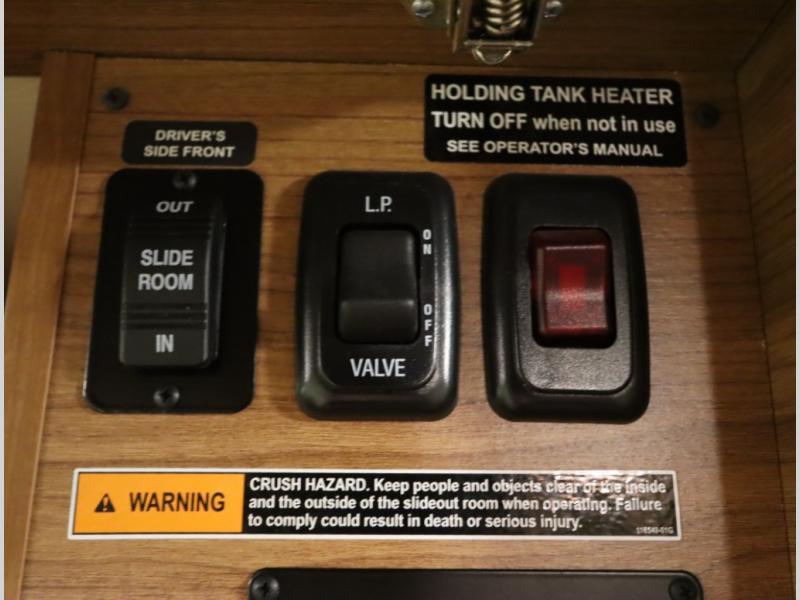 DRIVER'S
SIDE FRONT
HOLDING TANK HEATER
TURN OFF when not in use
SEE OPERATOR'S MANUAL
OUT
SLIDE
ROOM
IN
L.P.
ON
OFF
VALVE
WARNING
CRUSH HAZARD. Keep people and objects clear of the inside
and the outside of the slideout room when operating. Failure
to comply could result in death or serious injury.